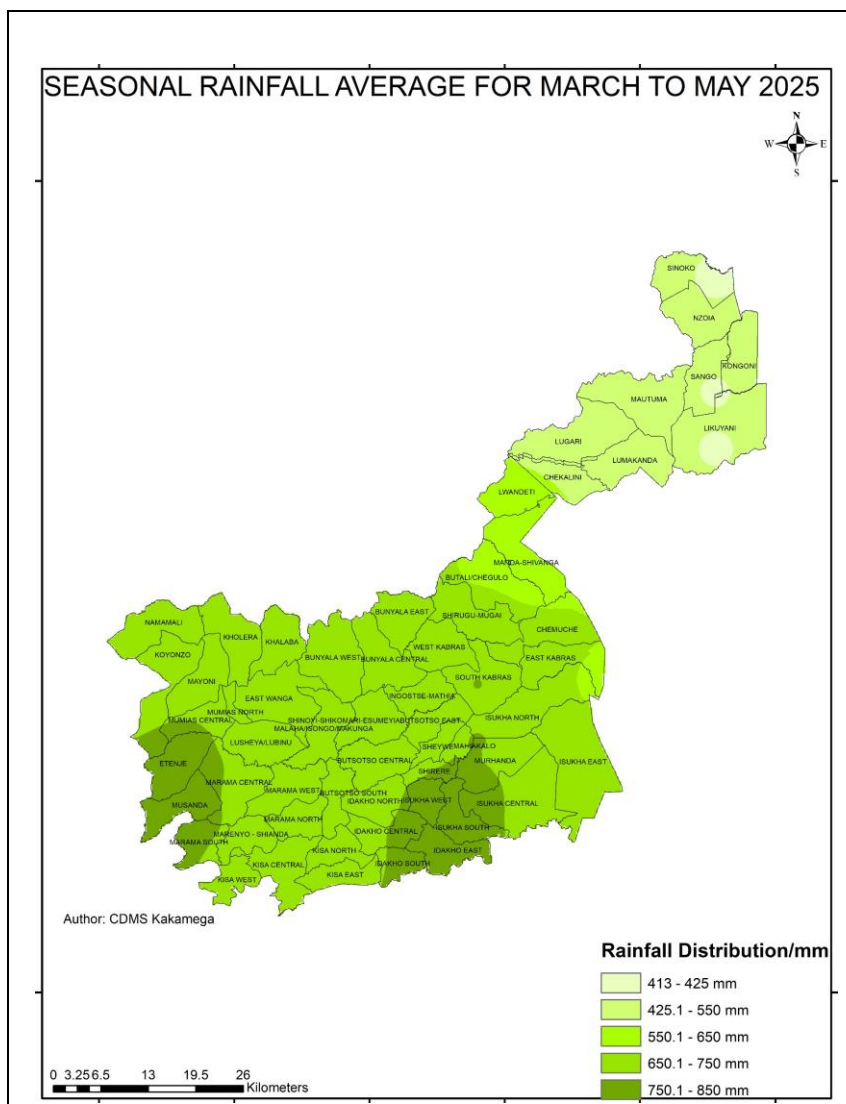 SEASONAL RAINFALL AVERAGE FOR MARCH TO MAY 2025
N
W E
S
SINOKO
NZOIA
KONGONI
SANGO
MAUTUMA
LIKUYANI
LUGARI
LUMAKANDA
CHEKALINI
LWANDETI
MANDA-SHIVANGA
BUTALI/CHEGULO
BUNYALA EAST
SHIRUGU-MUGAI
NAMAMALI
CHEMUCHE
KHOLERA
KHALABA
WEST KABRAS
KOYONZO
BUNYALA WEST
BUNYALA CENTRAL
EAST KABRAS
SOUTH KABRAS
MAYONI
EAST WANGA
INGOSTSE-MATHIA
MUMIAS NORTH
MUMIAS CENTRAL
SHINOYI-SHIKOMARI-ESUMEYIA
BUTSOTSO EAST
ISUKHA NORTH
MALAHA/ISONGO/MAKUNGA
LUSHEYA/LUBINU
SHEYWE
MAHIAKALO
BUTSOTSO CENTRAL
MURHANDA
ISUKHA EAST
ETENJE
SHIRERE
MARAMA CENTRAL
MARAMA WEST
BUTSOTSO SOUTH
MUSANDA
IDAKHO NORTH
ISUKHA WEST
ISUKHA CENTRAL
MARAMA NORTH
ISUKHA SOUTH
MARENYO - SHIANDA
IDAKHO CENTRAL
MARAMA SOUTH
KISA NORTH
IDAKHO EAST
KISA CENTRAL
IDAKHO SOUTH
KISA WEST
KISA EAST
Author: CDMS Kakamega
Rainfall Distribution/mm
413 - 425 mm
425.1 - 550 mm
550.1 - 650 mm
650.1 - 750 mm
750.1 - 850 mm
0 3.25 6.5 13 19.5 26
Kilometers